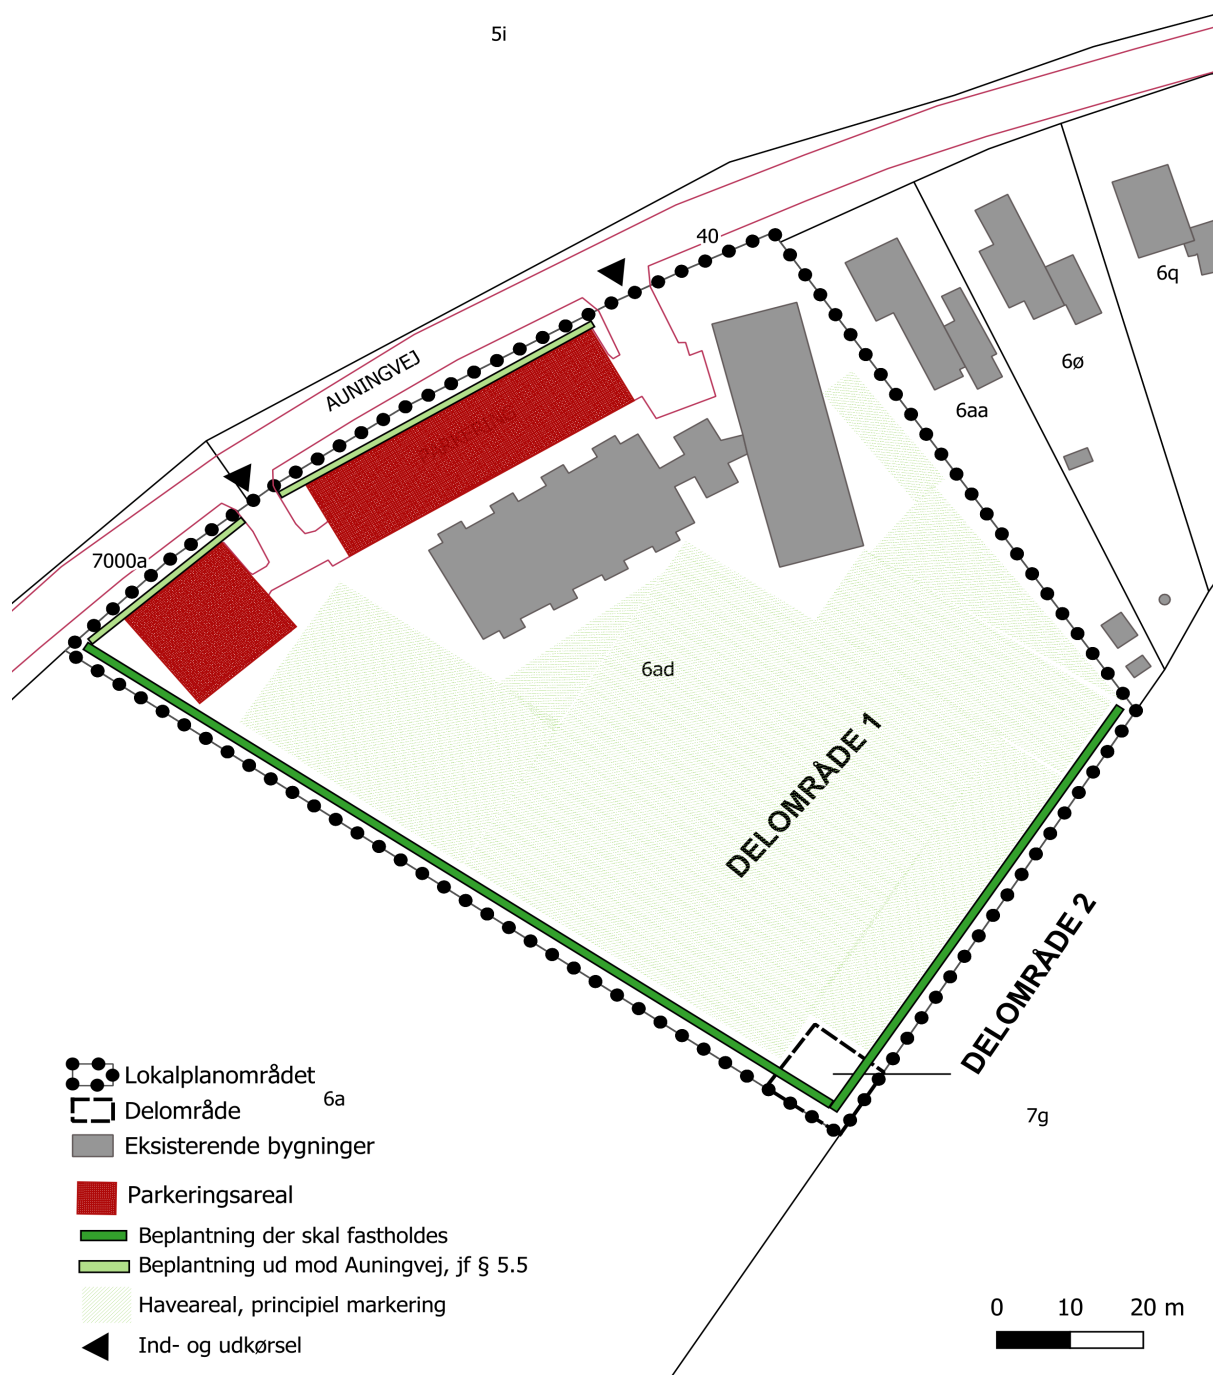 5i
40
6q
AUNINGVEJ
6ø
6aa
PARKERING
7000a
6ad
DELOMRÅDE 1
DELOMRÅDE 2
Lokalplanområdet
6a
Delområde
7g
Eksisterende bygninger
Parkeringsareal
Beplantning der skal fastholdes
Beplantning ud mod Auningvej, jf § 5.5
Haveareal, principiel markering
0 10 20 m
Ind- og udkørsel